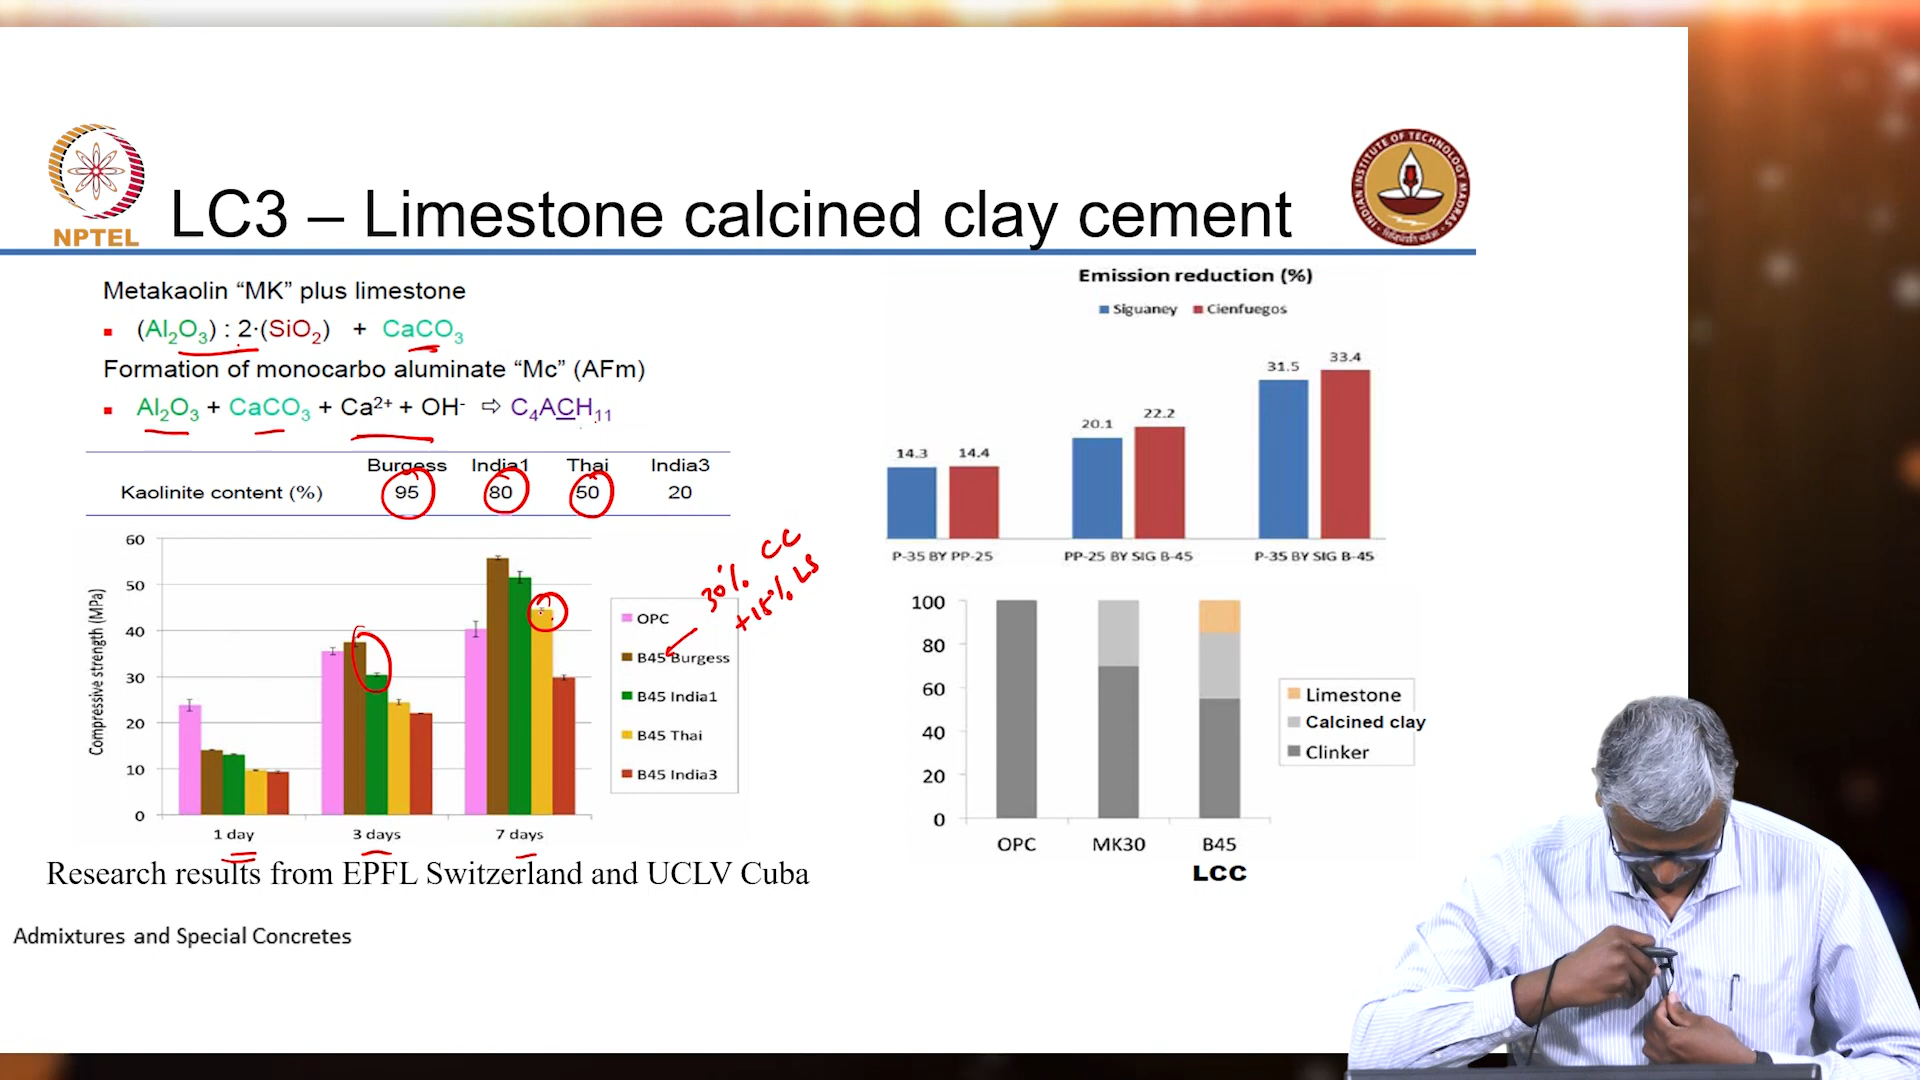 NPTEL
INDIAN INSTITUTE OF TECHNOLOGY MADRAS
LC3 – Limestone calcined clay cement
Metakaolin “MK” plus limestone
(Al2O3) : 2·(SiO2) + CaCO3
Formation of monocarbo aluminate “Mc” (AFm)
Al2O3 + CaCO3 + Ca2+ + OH- ⇨ C4ACH11
Burgess India1 Thai India3
Kaolinite content (%) 95 80 50 20
Compressive strength (MPa)
60
50
40
30
20
10
0
1 day 3 days 7 days
OPC
B45 Burgess
B45 India1
B45 Thai
B45 India3
30% CC
+15% LS
Research results from EPFL Switzerland and UCLV Cuba
Admixtures and Special Concretes
Emission reduction (%)
Siguaney Cienfuegos
14.3 14.4 20.1 22.2 31.5 33.4
P-35 BY PP-25 PP-25 BY SIG B-45 P-35 BY SIG B-45
100
80
60
40
20
0
OPC MK30 B45
LCC
Limestone
Calcined clay
Clinker